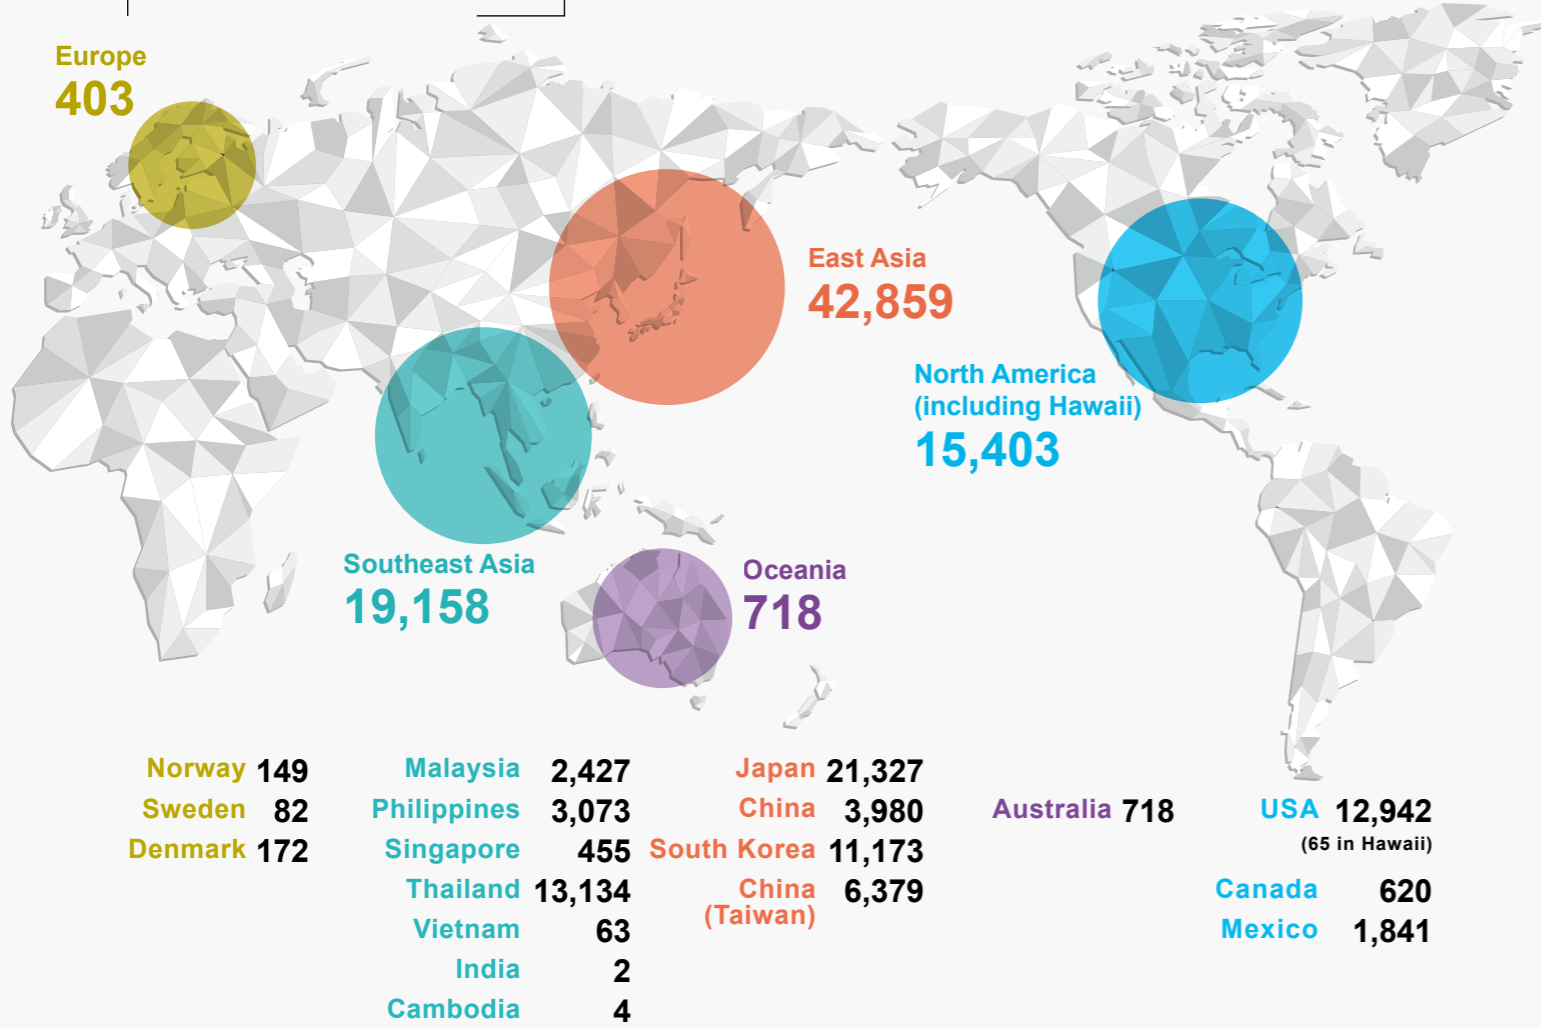 Europe
403
East Asia
42,859
North America
(including Hawaii)
15,403
Southeast Asia
19,158
Oceania
718
Norway 149
Sweden 82
Denmark 172
Malaysia 2,427
Philippines 3,073
Singapore 455
Thailand 13,134
Vietnam 63
India 2
Cambodia 4
Japan 21,327
China 3,980
South Korea 11,173
China 6,379
(Taiwan)
Australia 718
USA 12,942
(65 in Hawaii)
Canada 620
Mexico 1,841